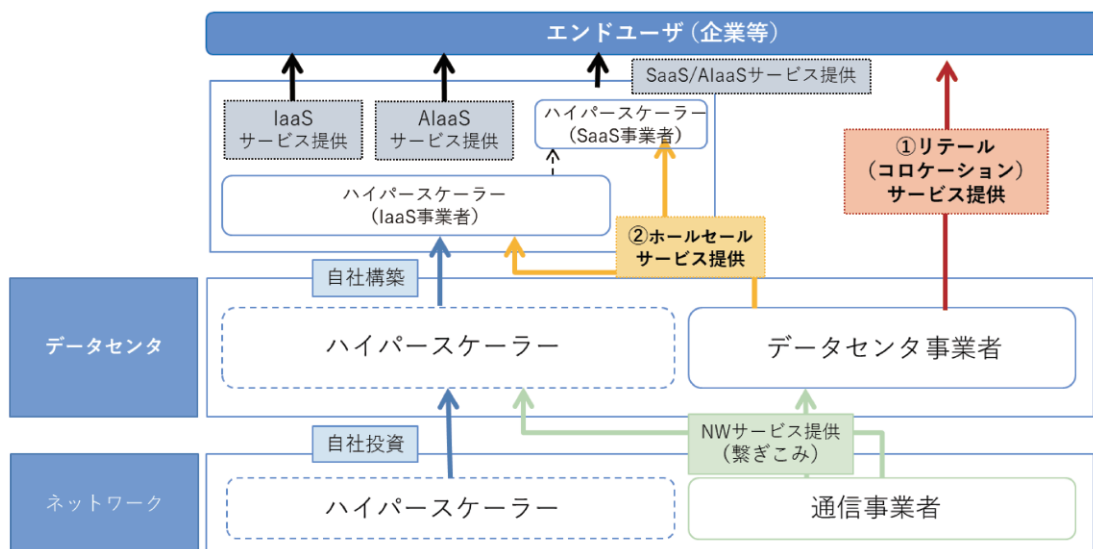 エンドユーザ（企業等）
SaaS/AIaaSサービス提供
IaaS
サービス提供
AIaaS
サービス提供
ハイパースケーラー
（SaaS事業者）
①リテール
（コロケーション）
サービス提供
ハイパースケーラー
（IaaS事業者）
②ホールセール
サービス提供
自社構築
データセンタ
ハイパースケーラー
データセンタ事業者
自社投資
NWサービス提供
（繋ぎこみ）
ネットワーク
ハイパースケーラー
通信事業者